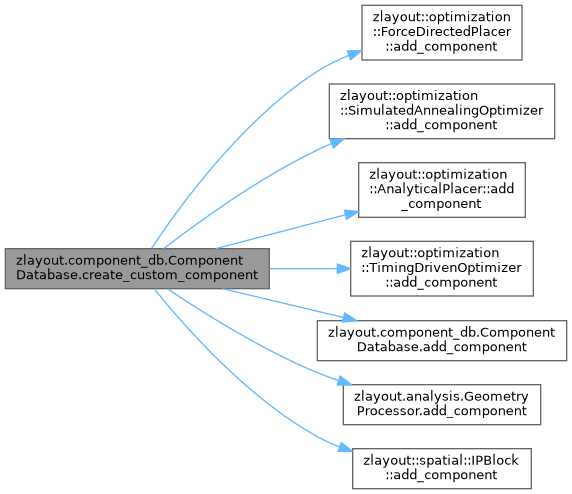 zlayout::optimization
::ForceDirectedPlacer
::add_component
zlayout::optimization
::SimulatedAnnealingOptimizer
::add_component
zlayout::optimization
::AnalyticalPlacer::add
_component
zlayout.component_db.Component
Database.create_custom_component
zlayout::optimization
::TimingDrivenOptimizer
::add_component
zlayout.component_db.Component
Database.add_component
zlayout.analysis.Geometry
Processor.add_component
zlayout::spatial::IPBlock
::add_component